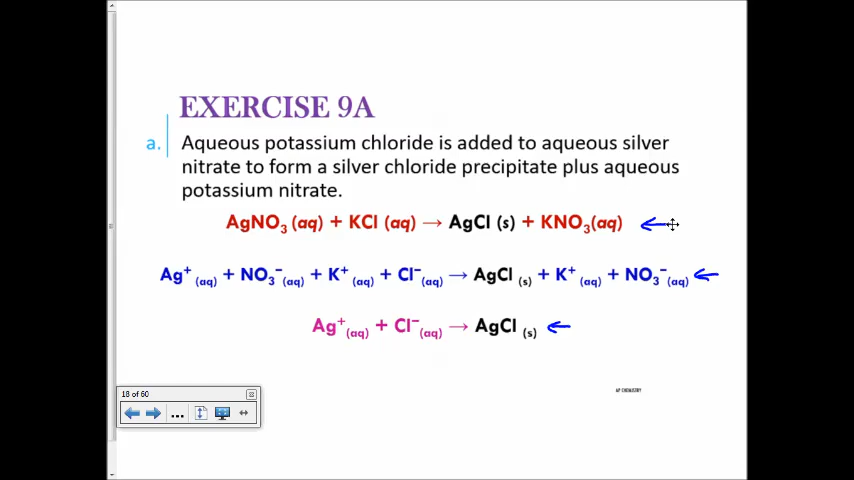 EXERCISE 9A
a. Aqueous potassium chloride is added to aqueous silver
nitrate to form a silver chloride precipitate plus aqueous
potassium nitrate.
AgNO₃ (aq) + KCl (aq) → AgCl (s) + KNO₃(aq)
Ag⁺ (aq) + NO₃⁻(aq) + K⁺ (aq) + Cl⁻(aq) → AgCl (s) + K⁺ (aq) + NO₃⁻(aq)
Ag⁺(aq) + Cl⁻(aq) → AgCl (s)
AP CHEMISTRY
18 of 60
...